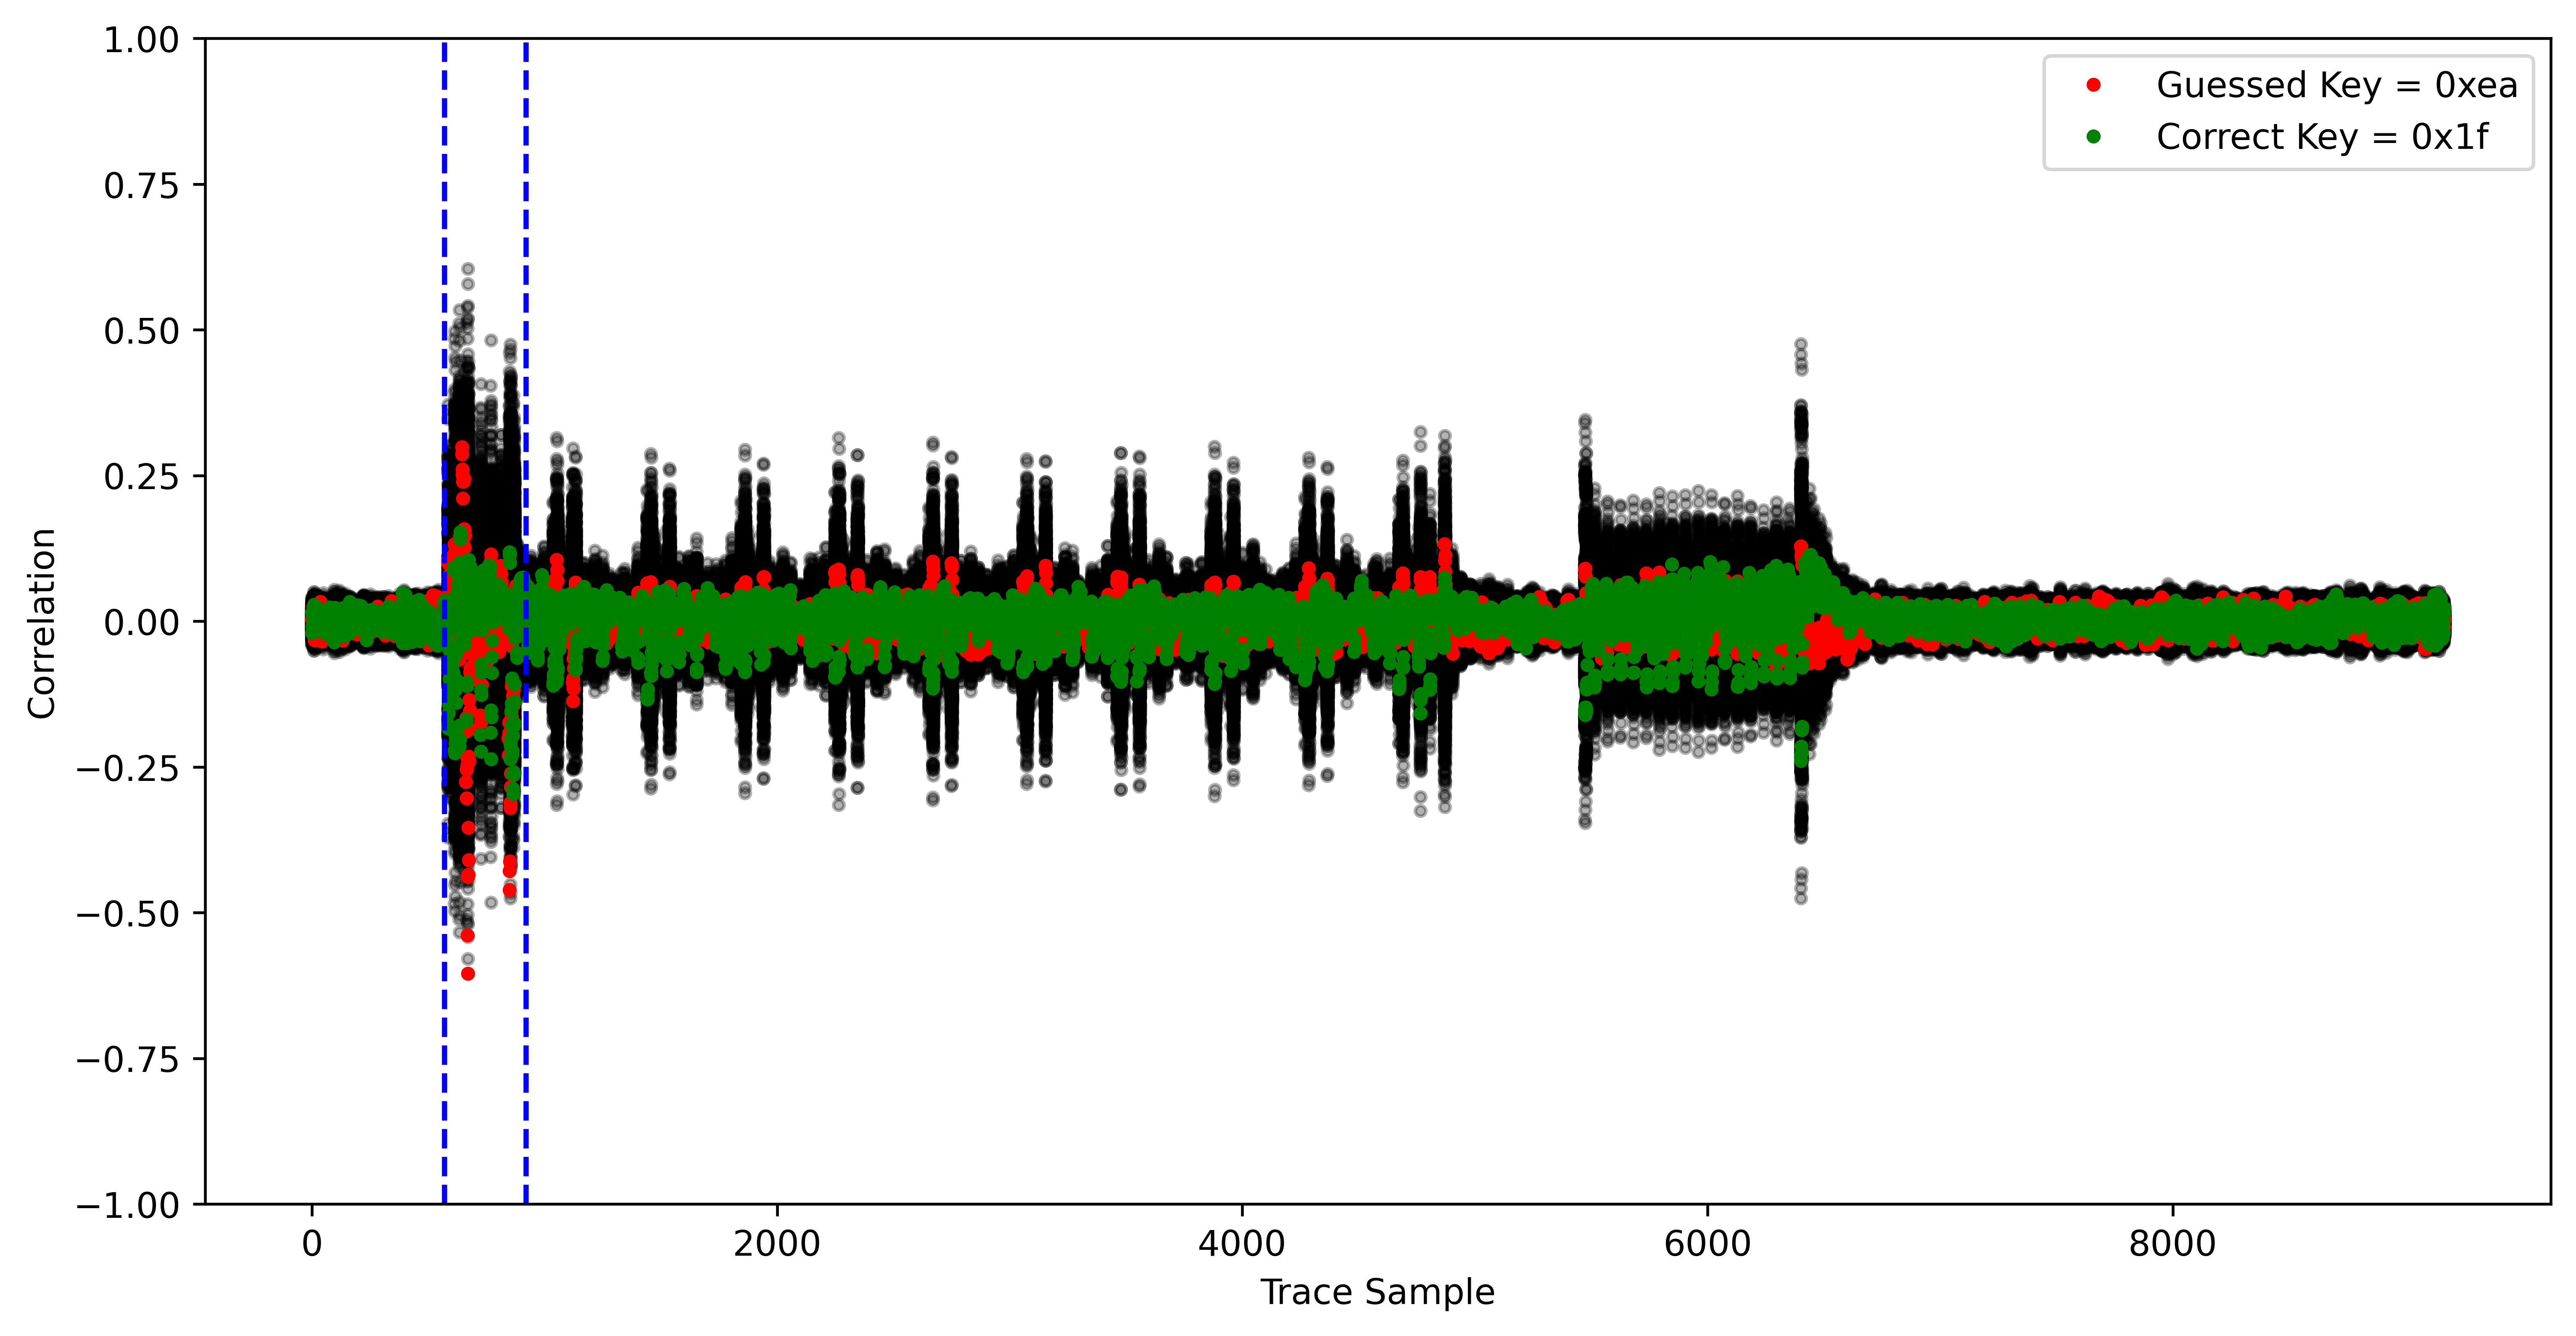 1.00
0.75
0.50
0.25
0.00
−0.25
−0.50
−0.75
−1.00
Correlation
Guessed Key = 0xea
Correct Key = 0x1f
0 2000 4000 6000 8000
Trace Sample